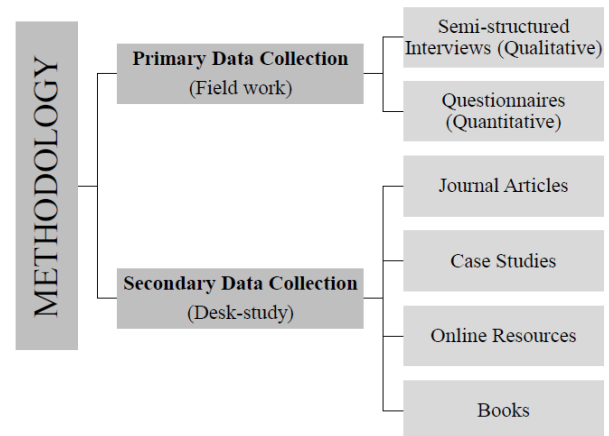 METHODOLOGY
Primary Data Collection
(Field work)
Semi-structured
Interviews (Qualitative)
Questionnaires
(Quantitative)
Secondary Data Collection
(Desk-study)
Journal Articles
Case Studies
Online Resources
Books